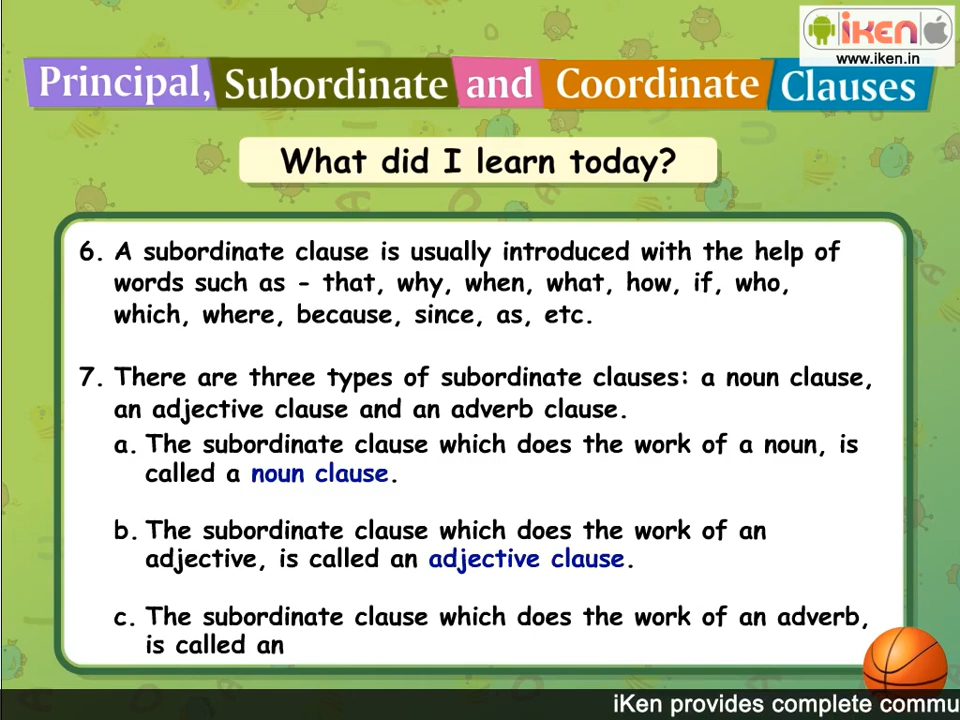 iKEN
www.iken.in
Principal, Subordinate and Coordinate Clauses
What did I learn today?
6. A subordinate clause is usually introduced with the help of
words such as - that, why, when, what, how, if, who,
which, where, because, since, as, etc.
7. There are three types of subordinate clauses: a noun clause,
an adjective clause and an adverb clause.
a. The subordinate clause which does the work of a noun, is
called a noun clause.
b. The subordinate clause which does the work of an
adjective, is called an adjective clause.
c. The subordinate clause which does the work of an adverb,
is called an
iKen provides complete commu